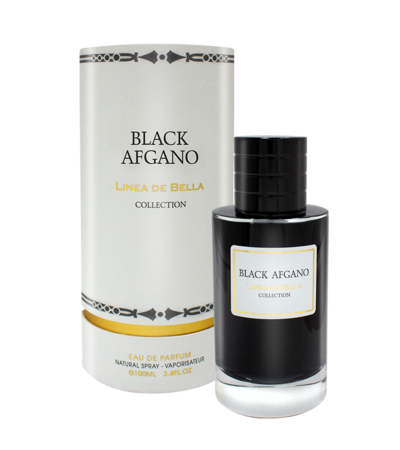 BLACK
AFGANO
LINEA DE BELLA
COLLECTION
EAU DE PARFUM
NATURAL SPRAY - VAPORISATEUR
℮100ML 3.4FL.OZ
BLACK AFGANO
LINEA DE BELLA
COLLECTION